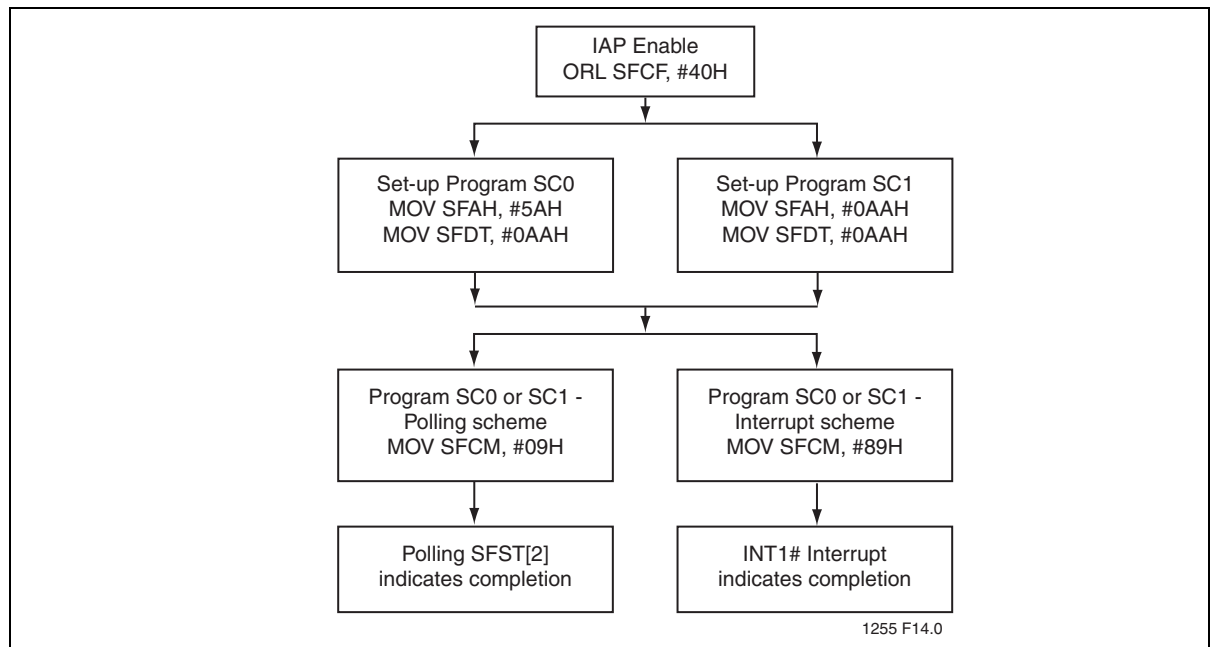 IAP Enable
ORL SFCF, #40H
Set-up Program SC0
MOV SFAH, #5AH
MOV SFDT, #0AAH
Set-up Program SC1
MOV SFAH, #0AAH
MOV SFDT, #0AAH
Program SC0 or SC1 -
Polling scheme
MOV SFCM, #09H
Program SC0 or SC1 -
Interrupt scheme
MOV SFCM, #89H
Polling SFST[2]
indicates completion
INT1# Interrupt
indicates completion
1255 F14.0